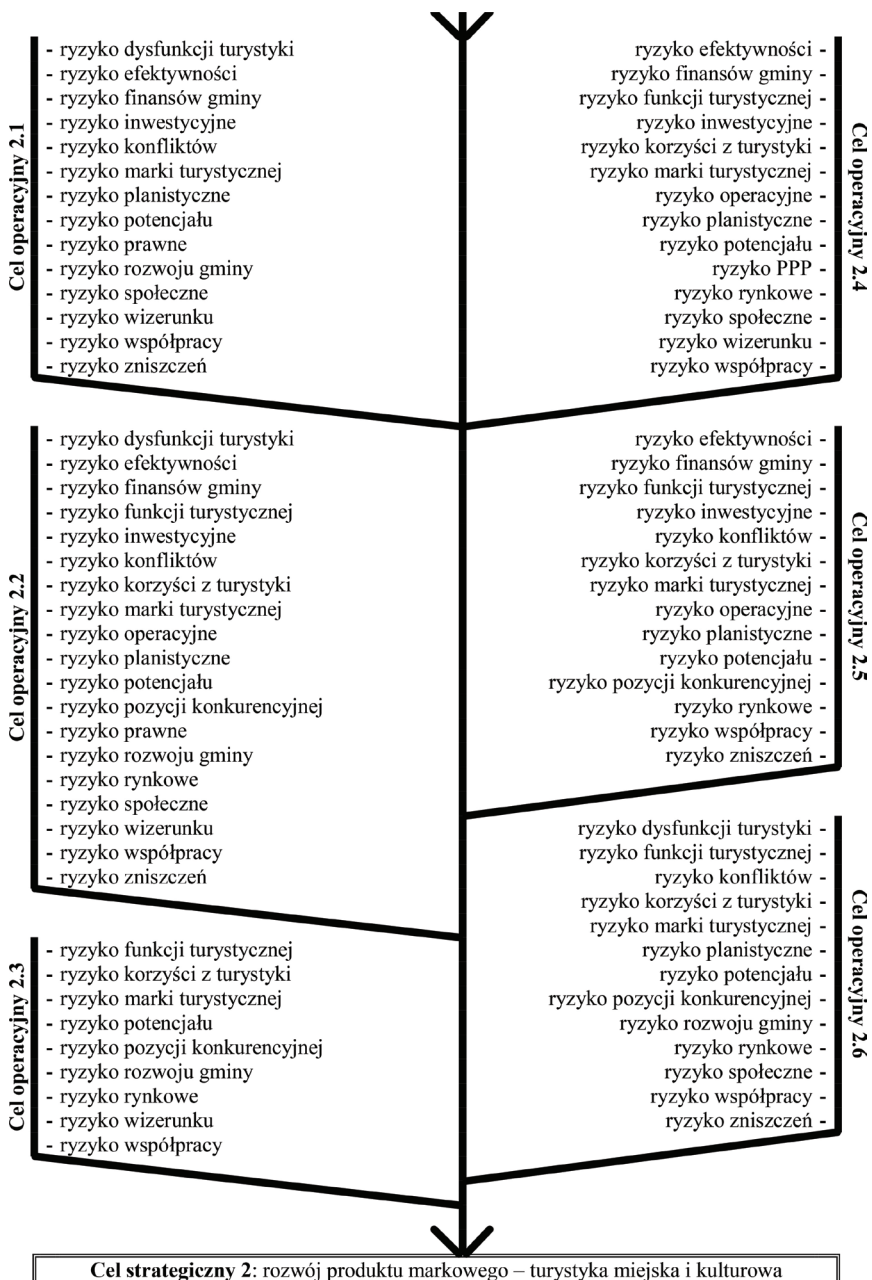 Cel operacyjny 2.1
- ryzyko dysfunkcji turystyki
- ryzyko efektywności
- ryzyko finansów gminy
- ryzyko inwestycyjne
- ryzyko konfliktów
- ryzyko marki turystycznej
- ryzyko planistyczne
- ryzyko potencjału
- ryzyko prawne
- ryzyko rozwoju gminy
- ryzyko społeczne
- ryzyko wizerunku
- ryzyko współpracy
- ryzyko zniszczeń
Cel operacyjny 2.4
ryzyko efektywności -
ryzyko finansów gminy -
ryzyko funkcji turystycznej -
ryzyko inwestycyjne -
ryzyko korzyści z turystyki -
ryzyko marki turystycznej -
ryzyko operacyjne -
ryzyko planistyczne -
ryzyko potencjału -
ryzyko PPP -
ryzyko rynkowe -
ryzyko społeczne -
ryzyko wizerunku -
ryzyko współpracy -
Cel operacyjny 2.2
- ryzyko dysfunkcji turystyki
- ryzyko efektywności
- ryzyko finansów gminy
- ryzyko funkcji turystycznej
- ryzyko inwestycyjne
- ryzyko konfliktów
- ryzyko korzyści z turystyki
- ryzyko marki turystycznej
- ryzyko operacyjne
- ryzyko planistyczne
- ryzyko potencjału
- ryzyko pozycji konkurencyjnej
- ryzyko prawne
- ryzyko rozwoju gminy
- ryzyko rynkowe
- ryzyko społeczne
- ryzyko wizerunku
- ryzyko współpracy
- ryzyko zniszczeń
Cel operacyjny 2.5
ryzyko efektywności -
ryzyko finansów gminy -
ryzyko funkcji turystycznej -
ryzyko inwestycyjne -
ryzyko konfliktów -
ryzyko korzyści z turystyki -
ryzyko marki turystycznej -
ryzyko operacyjne -
ryzyko planistyczne -
ryzyko potencjału -
ryzyko pozycji konkurencyjnej -
ryzyko rynkowe -
ryzyko współpracy -
ryzyko zniszczeń -
Cel operacyjny 2.3
- ryzyko funkcji turystycznej
- ryzyko korzyści z turystyki
- ryzyko marki turystycznej
- ryzyko potencjału
- ryzyko pozycji konkurencyjnej
- ryzyko rozwoju gminy
- ryzyko rynkowe
- ryzyko wizerunku
- ryzyko współpracy
Cel operacyjny 2.6
ryzyko dysfunkcji turystyki -
ryzyko funkcji turystycznej -
ryzyko konfliktów -
ryzyko korzyści z turystyki -
ryzyko marki turystycznej -
ryzyko planistyczne -
ryzyko potencjału -
ryzyko pozycji konkurencyjnej -
ryzyko rozwoju gminy -
ryzyko rynkowe -
ryzyko społeczne -
ryzyko współpracy -
ryzyko zniszczeń -
Cel strategiczny 2: rozwój produktu markowego – turystyka miejska i kulturowa